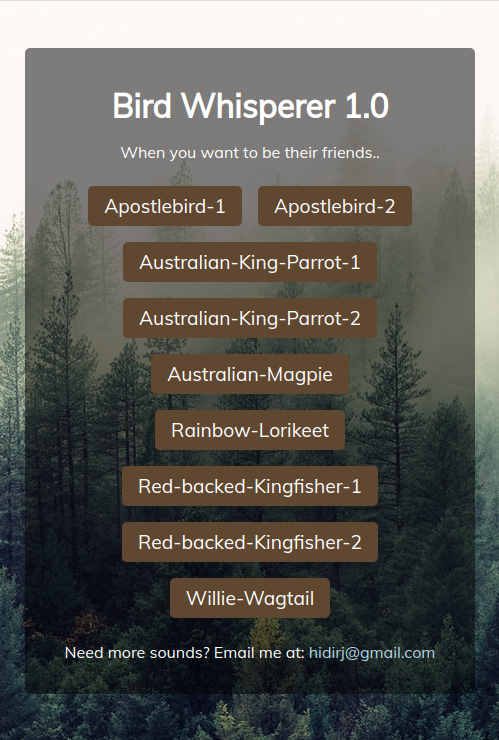 Bird Whisperer 1.0
When you want to be their friends..
Apostlebird-1 Apostlebird-2
Australian-King-Parrot-1
Australian-King-Parrot-2
Australian-Magpie
Rainbow-Lorikeet
Red-backed-Kingfisher-1
Red-backed-Kingfisher-2
Willie-Wagtail
Need more sounds? Email me at: hidirj@gmail.com